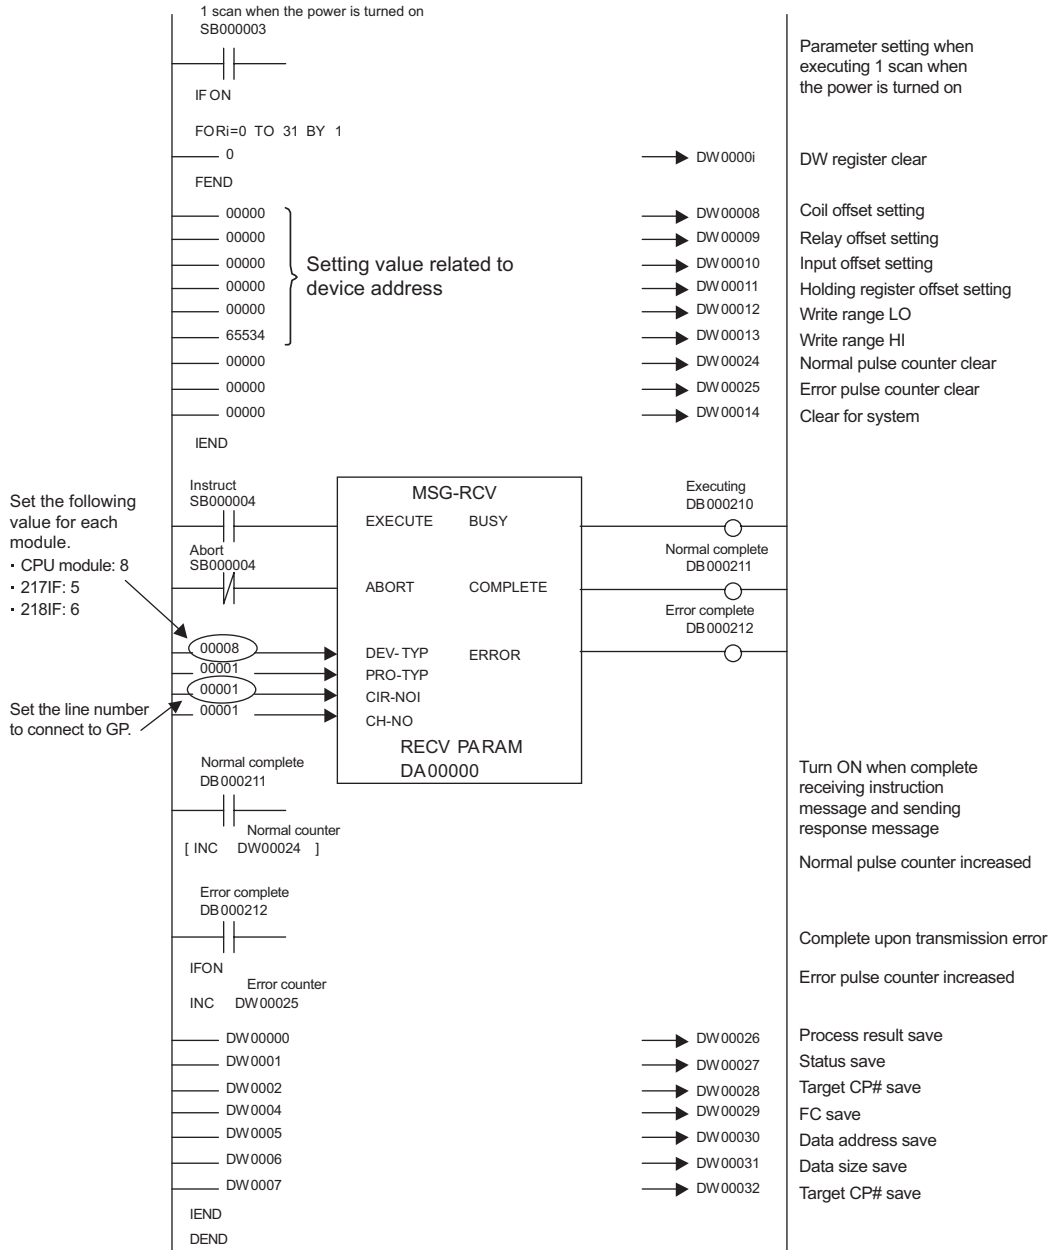 1 scan when the power is turned on
SB000003
Parameter setting when
executing 1 scan when
the power is turned on
IF ON
FORi=0 TO 31 BY 1
0 DW0000i DW register clear
FEND
00000 DW00008 Coil offset setting
00000 DW00009 Relay offset setting
00000 DW00010 Input offset setting
00000 DW00011 Holding register offset setting
00000 DW00012 Write range LO
65534 DW00013 Write range HI
Setting value related to
device address
00000 DW00024 Normal pulse counter clear
00000 DW00025 Error pulse counter clear
00000 DW00014 Clear for system
IEND
Set the following
value for each
module.
・CPU module: 8
・217IF: 5
・218IF: 6
Instruct
SB000004
Abort
SB000004
MSG-RCV
EXECUTE BUSY
ABORT COMPLETE
DEV-TYP ERROR
PRO-TYP
CIR-NOI
CH-NO
RECV PARAM
DA00000
Executing
DB000210
Normal complete
DB000211
Error complete
DB000212
00008
00001
00001
00001
Set the line number
to connect to GP.
Normal complete
DB000211
Turn ON when complete
receiving instruction
message and sending
response message
Normal counter
[ INC DW00024 ]
Normal pulse counter increased
Error complete
DB000212
Complete upon transmission error
IFON
Error counter
INC DW00025
Error pulse counter increased
DW00000 DW00026 Process result save
DW0001 DW00027 Status save
DW0002 DW00028 Target CP# save
DW0004 DW00029 FC save
DW0005 DW00030 Data address save
DW0006 DW00031 Data size save
DW0007 DW00032 Target CP# save
IEND
DEND